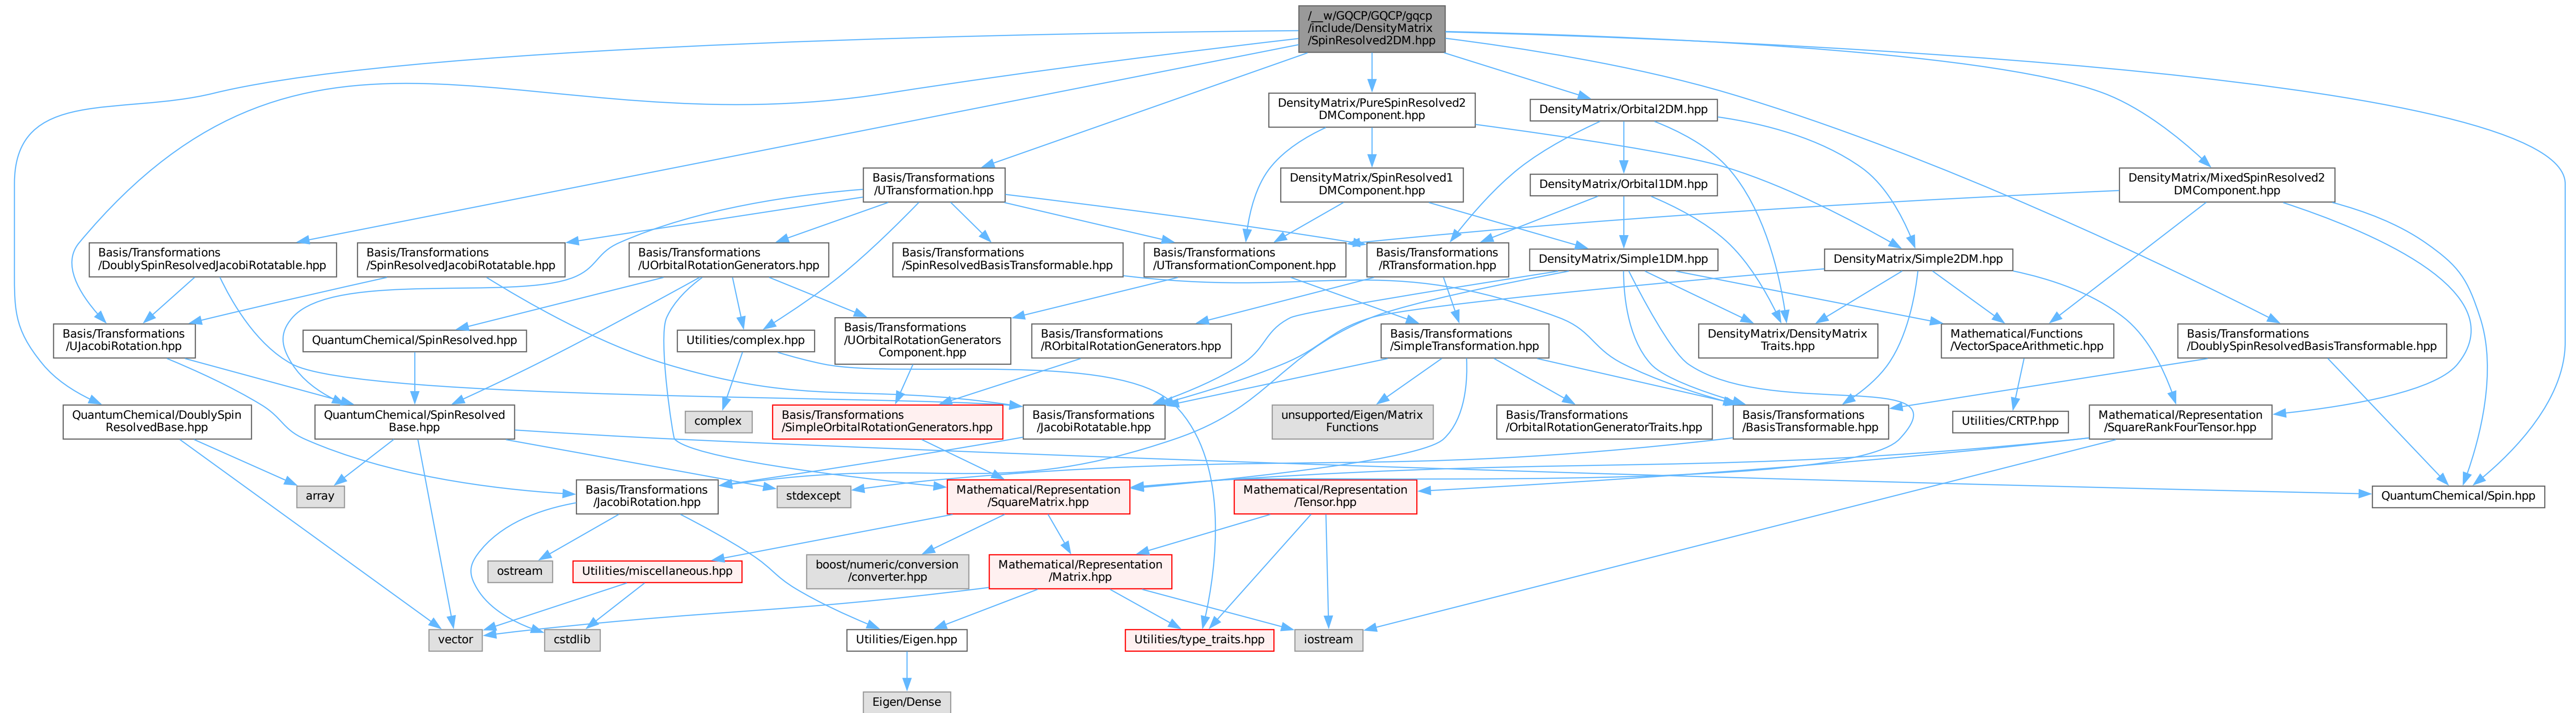 /__w/GQCP/GQCP/gqcp
/include/DensityMatrix
/SpinResolved2DM.hpp
DensityMatrix/PureSpinResolved2
DMComponent.hpp
DensityMatrix/Orbital2DM.hpp
Basis/Transformations
/UTransformation.hpp
DensityMatrix/SpinResolved1
DMComponent.hpp
DensityMatrix/Orbital1DM.hpp
DensityMatrix/MixedSpinResolved2
DMComponent.hpp
Basis/Transformations
/DoublySpinResolvedJacobiRotatable.hpp
Basis/Transformations
/SpinResolvedJacobiRotatable.hpp
Basis/Transformations
/UOrbitalRotationGenerators.hpp
Basis/Transformations
/SpinResolvedBasisTransformable.hpp
Basis/Transformations
/UTransformationComponent.hpp
Basis/Transformations
/RTransformation.hpp
DensityMatrix/Simple1DM.hpp
DensityMatrix/Simple2DM.hpp
Basis/Transformations
/UJacobiRotation.hpp
QuantumChemical/SpinResolved.hpp
Utilities/complex.hpp
Basis/Transformations
/UOrbitalRotationGenerators
Component.hpp
Basis/Transformations
/ROrbitalRotationGenerators.hpp
Basis/Transformations
/SimpleTransformation.hpp
DensityMatrix/DensityMatrix
Traits.hpp
Mathematical/Functions
/VectorSpaceArithmetic.hpp
Basis/Transformations
/DoublySpinResolvedBasisTransformable.hpp
QuantumChemical/DoublySpin
ResolvedBase.hpp
QuantumChemical/SpinResolved
Base.hpp
complex
Basis/Transformations
/SimpleOrbitalRotationGenerators.hpp
Basis/Transformations
/JacobiRotatable.hpp
unsupported/Eigen/Matrix
Functions
Basis/Transformations
/OrbitalRotationGeneratorTraits.hpp
Basis/Transformations
/BasisTransformable.hpp
Utilities/CRTP.hpp
Mathematical/Representation
/SquareRankFourTensor.hpp
array
Basis/Transformations
/JacobiRotation.hpp
stdexcept
Mathematical/Representation
/SquareMatrix.hpp
Mathematical/Representation
/Tensor.hpp
QuantumChemical/Spin.hpp
ostream
Utilities/miscellaneous.hpp
boost/numeric/conversion
/converter.hpp
Mathematical/Representation
/Matrix.hpp
vector
cstdlib
Utilities/Eigen.hpp
Utilities/type_traits.hpp
iostream
Eigen/Dense